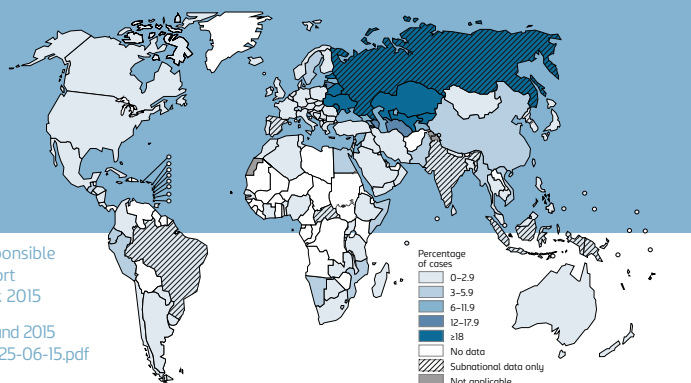 ponsible
ort
2015
und 2015
25-06-15.pdf
Percentage
of cases
0–2.9
3–5.9
6–11.9
12–17.9
≥18
No data
Subnational data only
Not applicable